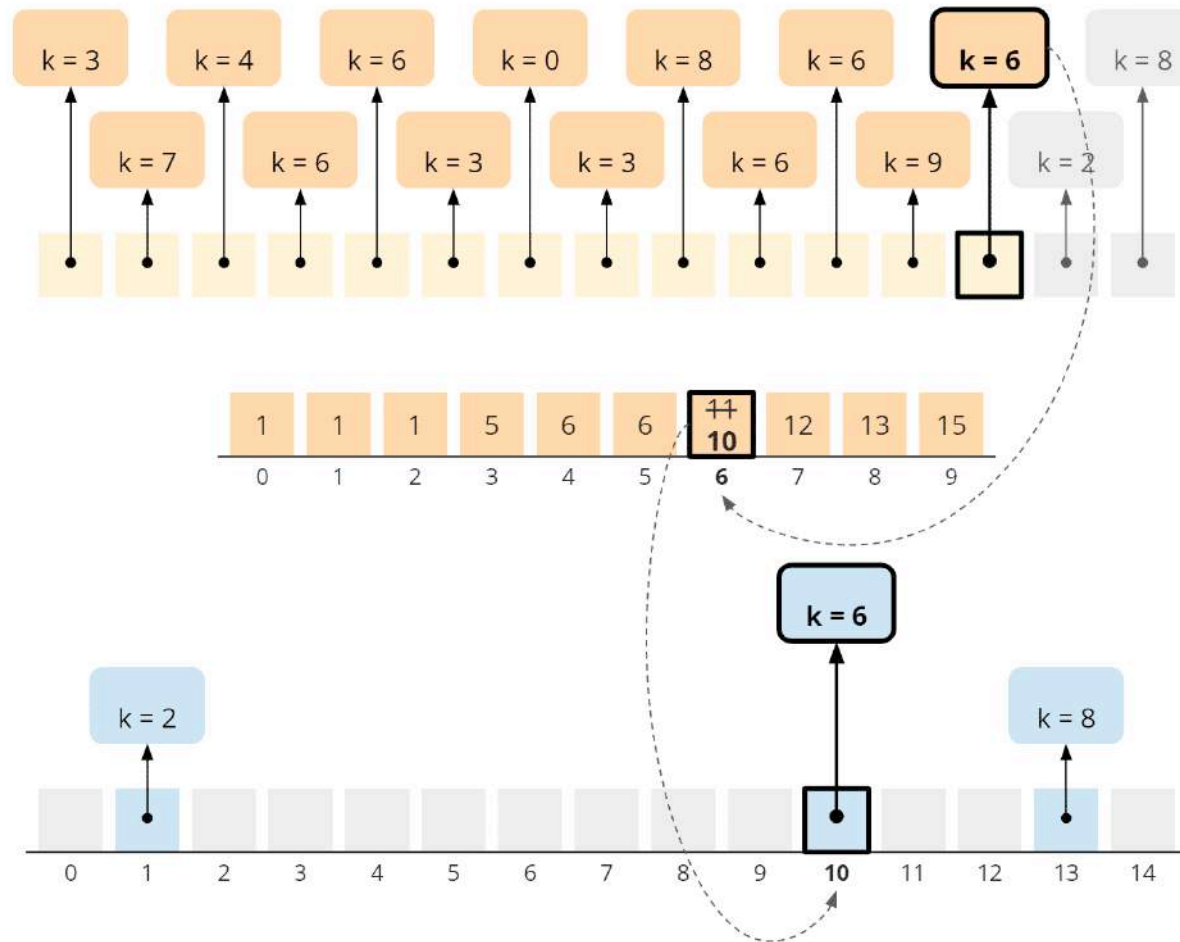 k = 3 k = 4 k = 6 k = 0 k = 8 k = 6 k = 6 k = 8
k = 7 k = 6 k = 3 k = 3 k = 6 k = 9 k = 2
11
1 1 1 5 6 6 10 12 13 15
0 1 2 3 4 5 6 7 8 9
k = 6
k = 2 k = 8
0 1 2 3 4 5 6 7 8 9 10 11 12 13 14